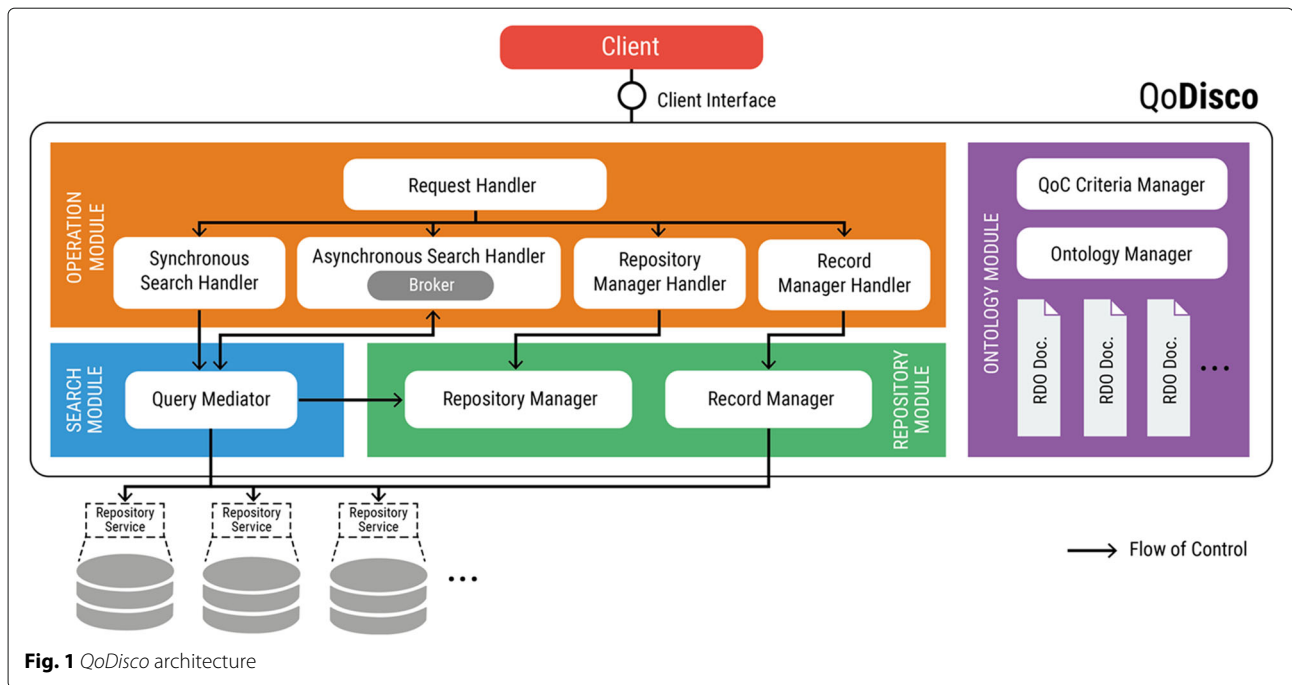 Client
Client Interface
QoDisco
OPERATION
MODULE
Request Handler
Synchronous
Search Handler
Asynchronous Search Handler
Broker
Repository
Manager Handler
Record
Manager Handler
SEARCH
MODULE
Query Mediator
Repository Manager
Record Manager
REPOSITORY
MODULE
ONTOLOGY MODULE
QoC Criteria Manager
Ontology Manager
RDO Doc.
RDO Doc.
RDO Doc.
...
Repository
Service
Repository
Service
Repository
Service
...
Flow of Control
Fig. 1 QoDisco architecture